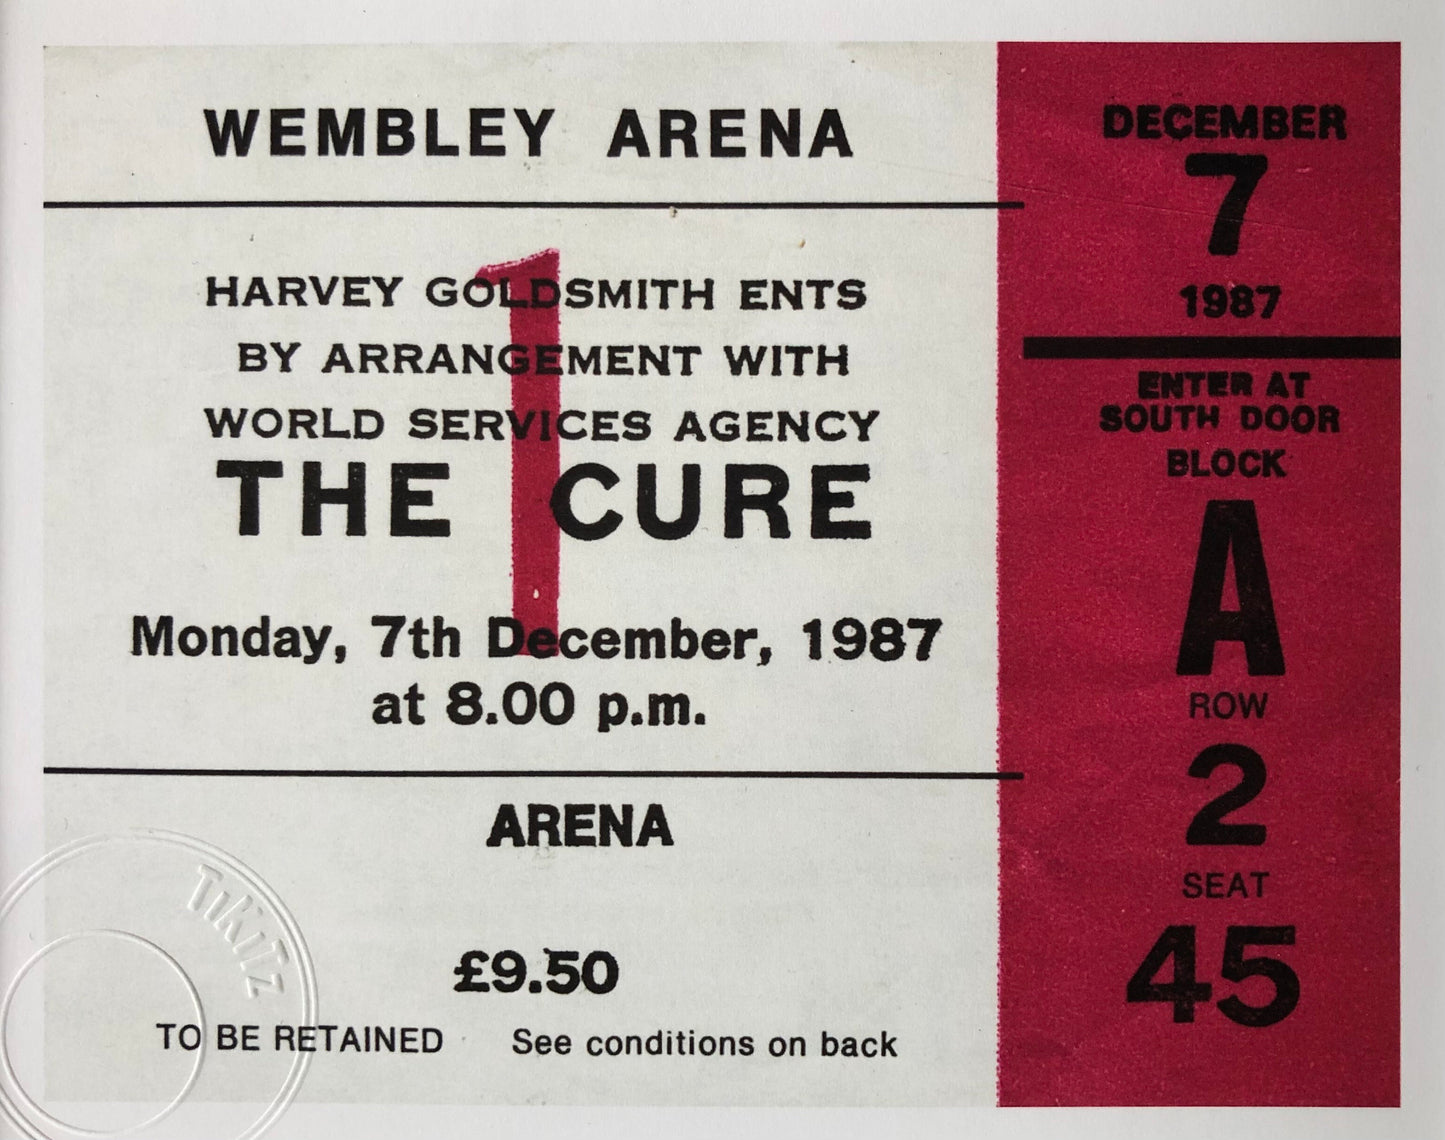 WEMBLEY ARENA
HARVEY GOLDSMITH ENTS
BY ARRANGEMENT WITH
WORLD SERVICES AGENCY
THE CURE
Monday, 7th December, 1987
at 8.00 p.m.
1
ARENA
£9.50
TO BE RETAINED See conditions on back
TiKiTz
DECEMBER
7
1987
ENTER AT
SOUTH DOOR
BLOCK
A
ROW
2
SEAT
45